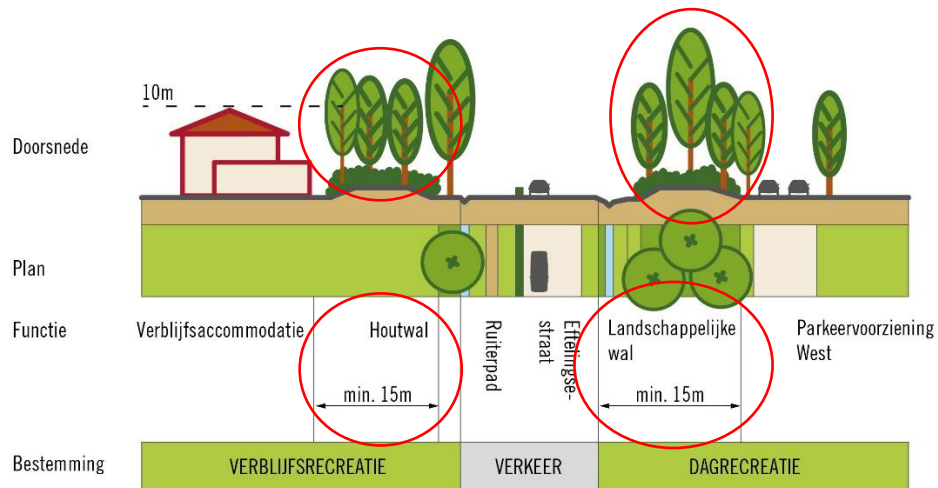 10m
Doorsnede
Plan
Functie
Verblijfsaccommodatie
Houtwal
Ruiterpad
Eftelingse-
straat
Landschappelijke
wal
Parkeervoorziening
West
min. 15m
min. 15m
Bestemming
VERBLIJFSRECREATIE
VERKEER
DAGRECREATIE